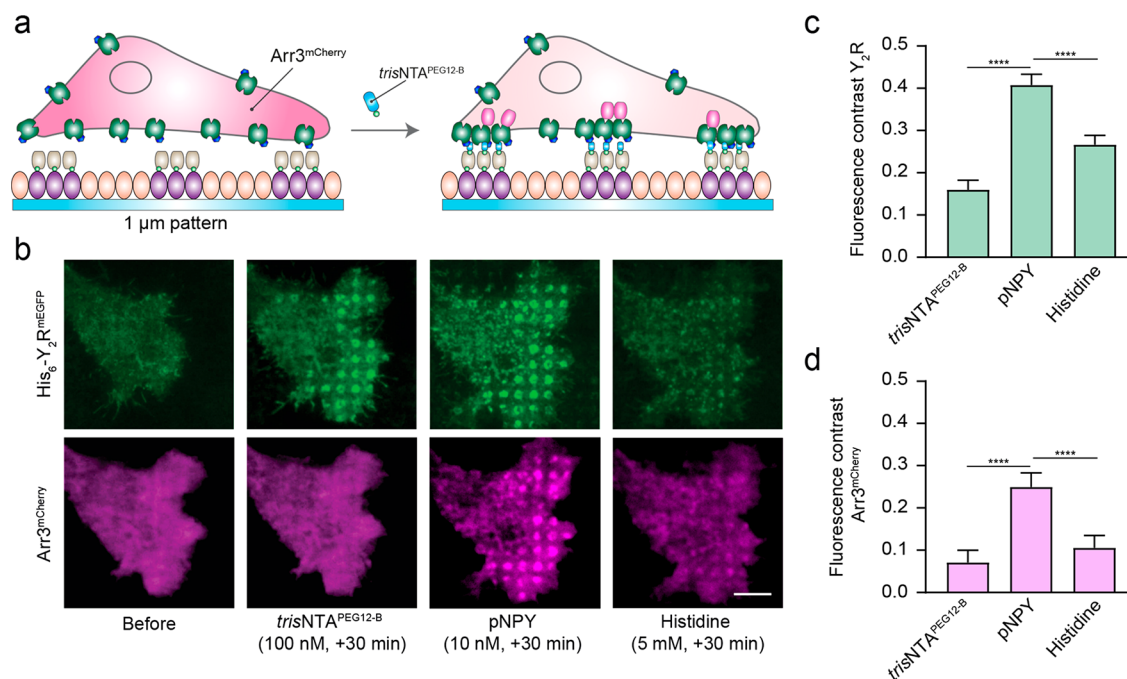 a
Arr3mCherry
trisNTAPEG12-B
1 µm pattern
b
His6-Y2RmEGFP
Arr3mCherry
Before
trisNTAPEG12-B
(100 nM, +30 min)
pNPY
(10 nM, +30 min)
Histidine
(5 mM, +30 min)
c
Fluorescence contrast Y2R
0.5
0.4
0.3
0.2
0.1
0.0
****
****
trisNTAPEG12-B
pNPY
Histidine
d
Fluorescence contrast
Arr3mCherry
0.5
0.4
0.3
0.2
0.1
0.0
****
****
trisNTAPEG12-B
pNPY
Histidine